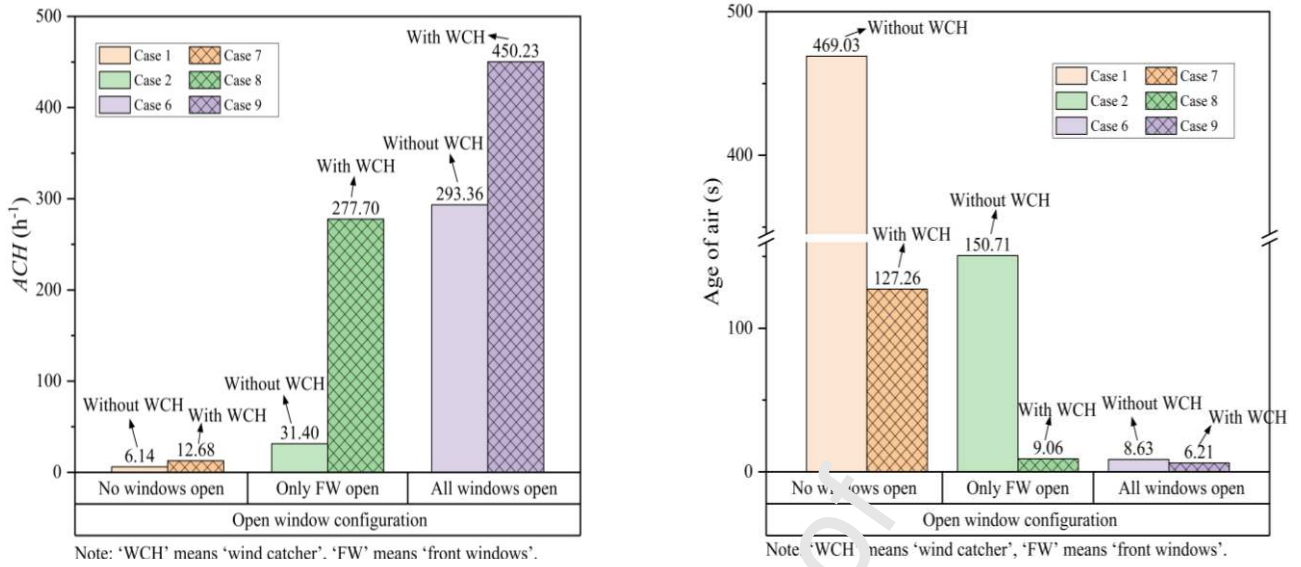 500
400
300
200
100
0
ACH (h⁻¹)
Case 1 Case 7
Case 2 Case 8
Case 6 Case 9
With WCH
450.23
Without WCH
293.36
With WCH
277.70
Without WCH
31.40
Without WCH
6.14
With WCH
12.68
No windows open Only FW open All windows open
Open window configuration
Note: ‘WCH’ means ‘wind catcher’, ‘FW’ means ‘front windows’.
500
400
100
0
Age of air (s)
469.03 Without WCH
Case 1 Case 7
Case 2 Case 8
Case 6 Case 9
With WCH
127.26
Without WCH
150.71
With WCH
9.06
Without WCH
8.63
With WCH
6.21
No windows open Only FW open All windows open
Open window configuration
Note: ‘WCH’ means ‘wind catcher’, ‘FW’ means ‘front windows’.
of